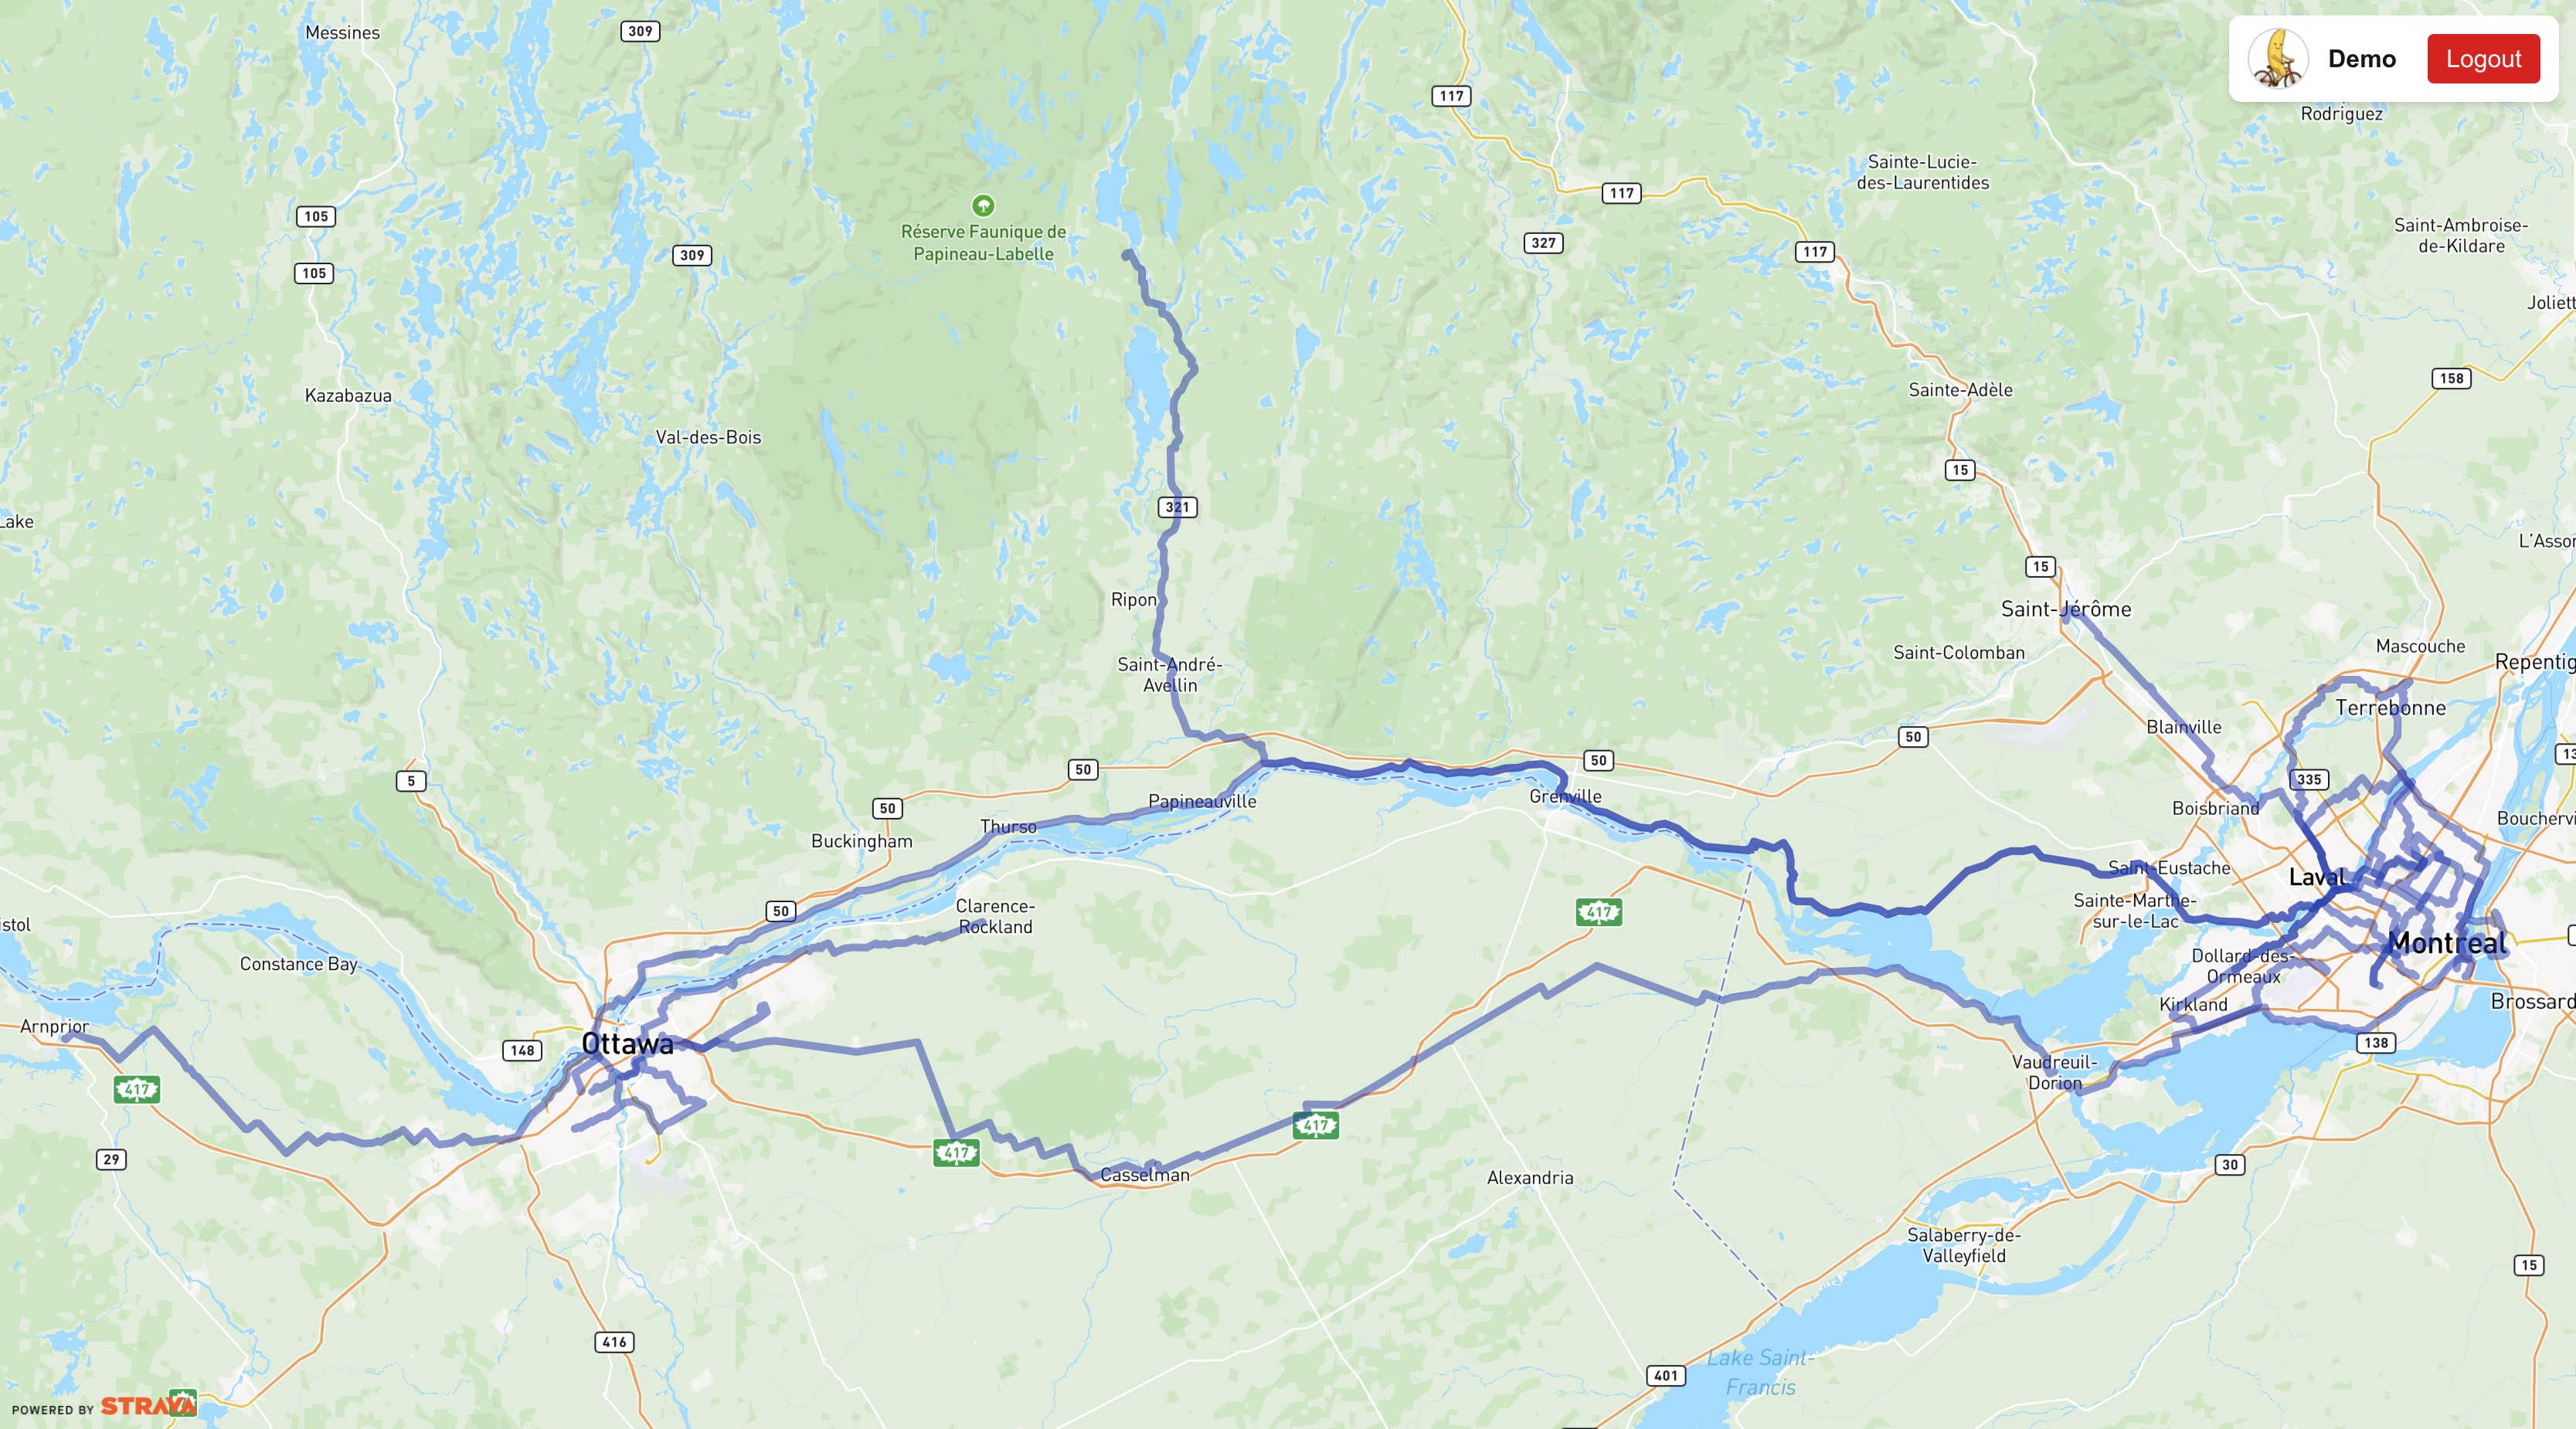 Messines
309
Demo
Logout
117
Rodriguez
Sainte-Lucie-
des-Laurentides
117
105
Réserve Faunique de
Papineau-Labelle
309
327
117
Saint-Ambroise-
de-Kildare
105
Joliett
158
Kazabazua
Sainte-Adèle
Val-des-Bois
15
321
Lake
L'Assor
15
Ripon
Saint-Jérôme
Saint-Colomban
Mascouche
Saint-André-
Avellin
Repentig
Terrebonne
Blainville
50
50
50
5
335
13
Papineauville
Grenville
50
Boisbriand
Thurso
Buckingham
Boucherv
Saint-Eustache
Laval
50
Clarence-
Rockland
417
Sainte-Marthe-
sur-le-Lac
istol
Montreal
Constance Bay
Dollard-des-
Ormeaux
Kirkland
Brossard
Arnprior
Ottawa
148
138
Vaudreuil-
Dorion
417
417
417
29
Casselman
Alexandria
30
Salaberry-de-
Valleyfield
15
416
Lake Saint-
Francis
401
POWERED BY STRAVA